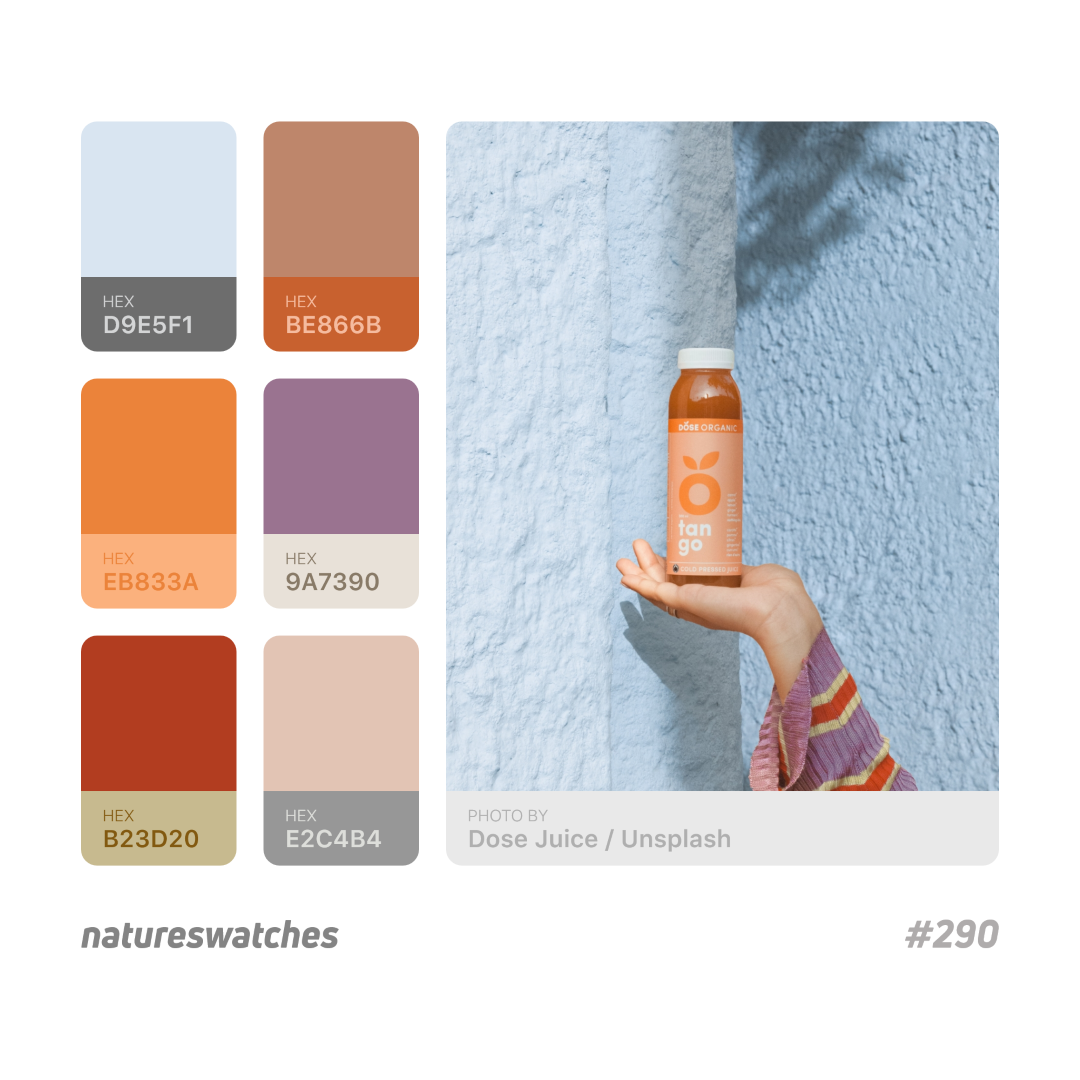 HEX
D9E5F1
HEX
BE866B
HEX
EB833A
HEX
9A7390
HEX
B23D20
HEX
E2C4B4
DOSE ORGANIC
tan
go
COLD PRESSED JUICE
PHOTO BY
Dose Juice / Unsplash
natureswatches
#290